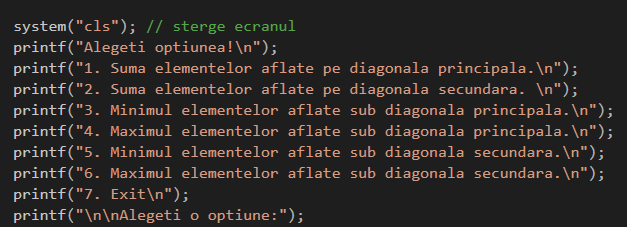 system("cls"); // sterge ecranul
printf("Alegeti optiunea!\n");
printf("1. Suma elementelor aflate pe diagonala principala.\n");
printf("2. Suma elementelor aflate pe diagonala secundara. \n");
printf("3. Minimul elementelor aflate sub diagonala principala.\n");
printf("4. Maximul elementelor aflate sub diagonala principala.\n");
printf("5. Minimul elementelor aflate sub diagonala secundara.\n");
printf("6. Maximul elementelor aflate sub diagonala secundara.\n");
printf("7. Exit\n");
printf("\n\nAlegeti o optiune:");